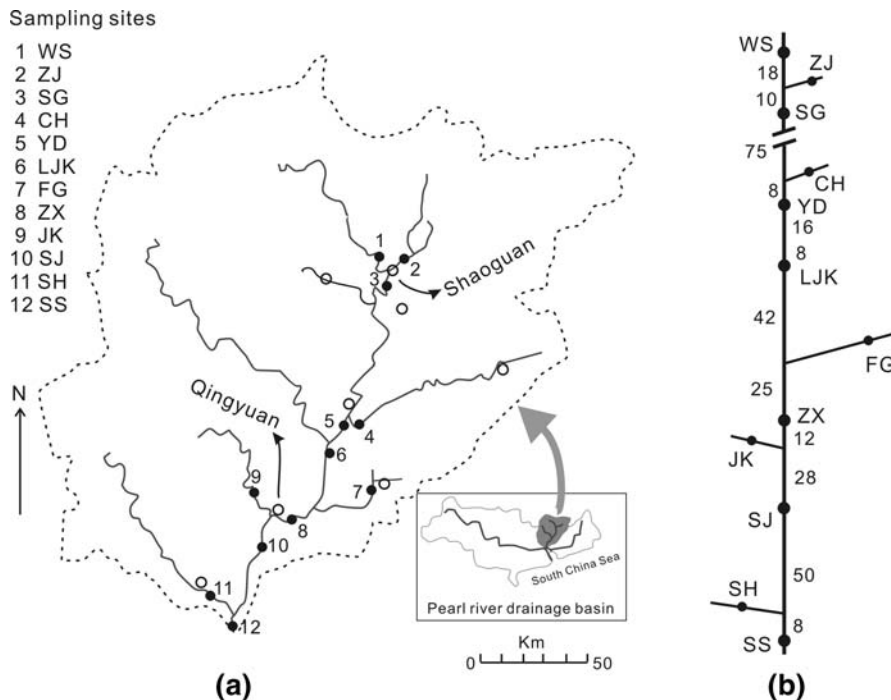 Sampling sites
1 WS
2 ZJ
3 SG
4 CH
5 YD
6 LJK
7 FG
8 ZX
9 JK
10 SJ
11 SH
12 SS
N
1
2
3
Shaoguan
Qingyuan
5
4
6
9
7
8
10
11
12
South China Sea
Pearl river drainage basin
Km
0 50
(a)
WS
ZJ
18
10
SG
75
CH
8
YD
16
8
LJK
42
FG
25
ZX
12
JK
28
SJ
50
SH
8
SS
(b)